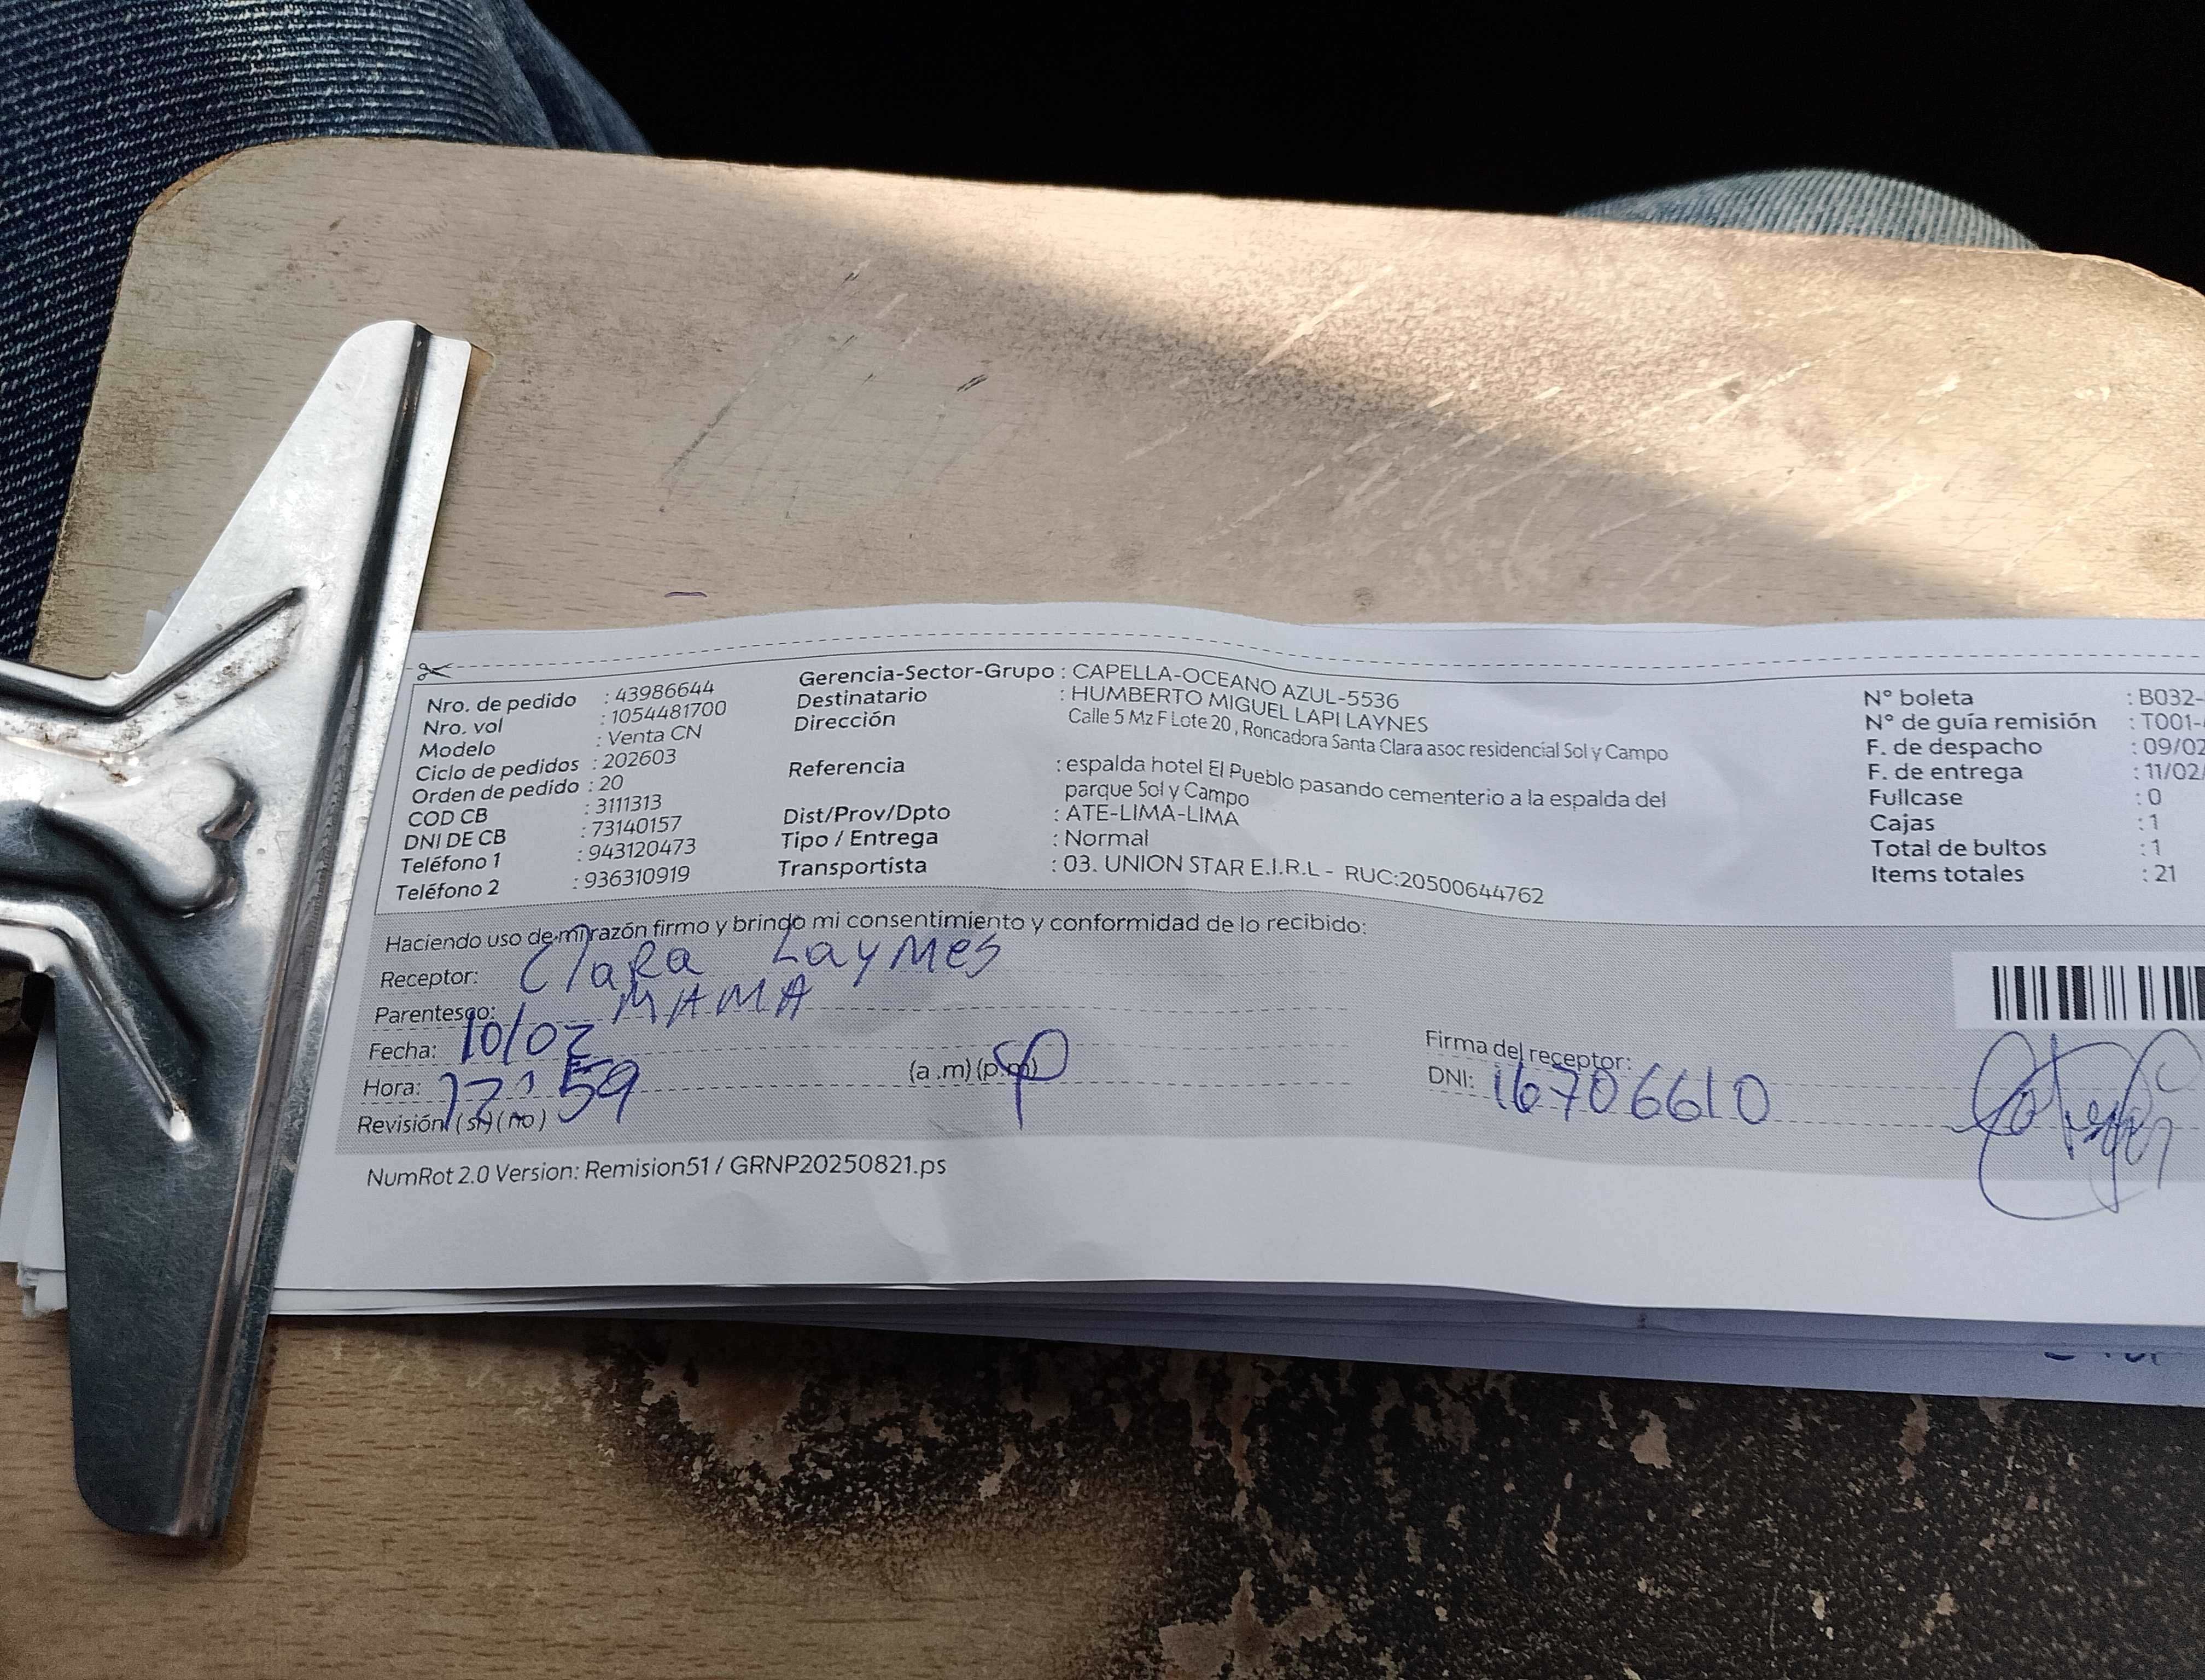 Nro. de pedido : 43986644
Nro. vol : 1054481700
Modelo : Venta CN
Ciclo de pedidos : 202603
Orden de pedido : 20
COD CB : 3111313
DNI DE CB : 73140157
Teléfono 1 : 943120473
Teléfono 2 : 936310919
Gerencia-Sector-Grupo : CAPELLA-OCEANO AZUL-5536
Destinatario : HUMBERTO MIGUEL LAPI LAYNES
Dirección Calle 5 Mz F Lote 20 , Roncadora Santa Clara asoc residencial Sol y Campo
Referencia : espalda hotel El Pueblo pasando cementerio a la espalda del
parque Sol y Campo
Dist/Prov/Dpto : ATE-LIMA-LIMA
Tipo / Entrega : Normal
Transportista : 03. UNION STAR E.I.R.L - RUC:20500644762
N° boleta : B032-
N° de guía remisión : T001-
F. de despacho : 09/02
F. de entrega : 11/02/
Fullcase : 0
Cajas : 1
Total de bultos : 1
Items totales : 21
Haciendo uso de mi razón firmo y brindo mi consentimiento y conformidad de lo recibido:
Receptor: Clara Laymes
Parentesco: MAMA
Fecha: 10/02
Hora: 12:59 (a .m) (p.m)
Revisión (si) (no)
Firma del receptor:
DNI: 16706610
NumRot 2.0 Version: Remision51 / GRNP20250821.ps